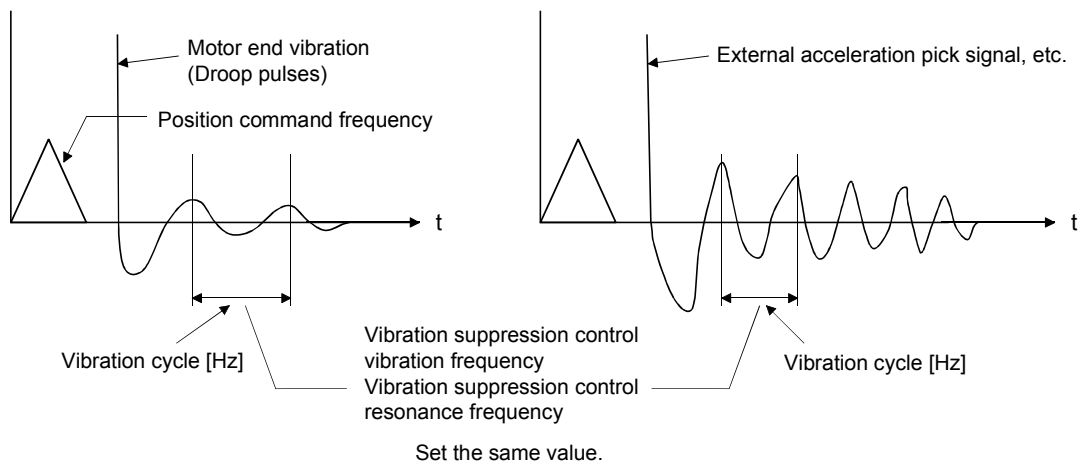 Motor end vibration
(Droop pulses)
Position command frequency
t
Vibration cycle [Hz]
External acceleration pick signal, etc.
t
Vibration cycle [Hz]
Vibration suppression control
vibration frequency
Vibration suppression control
resonance frequency
Set the same value.